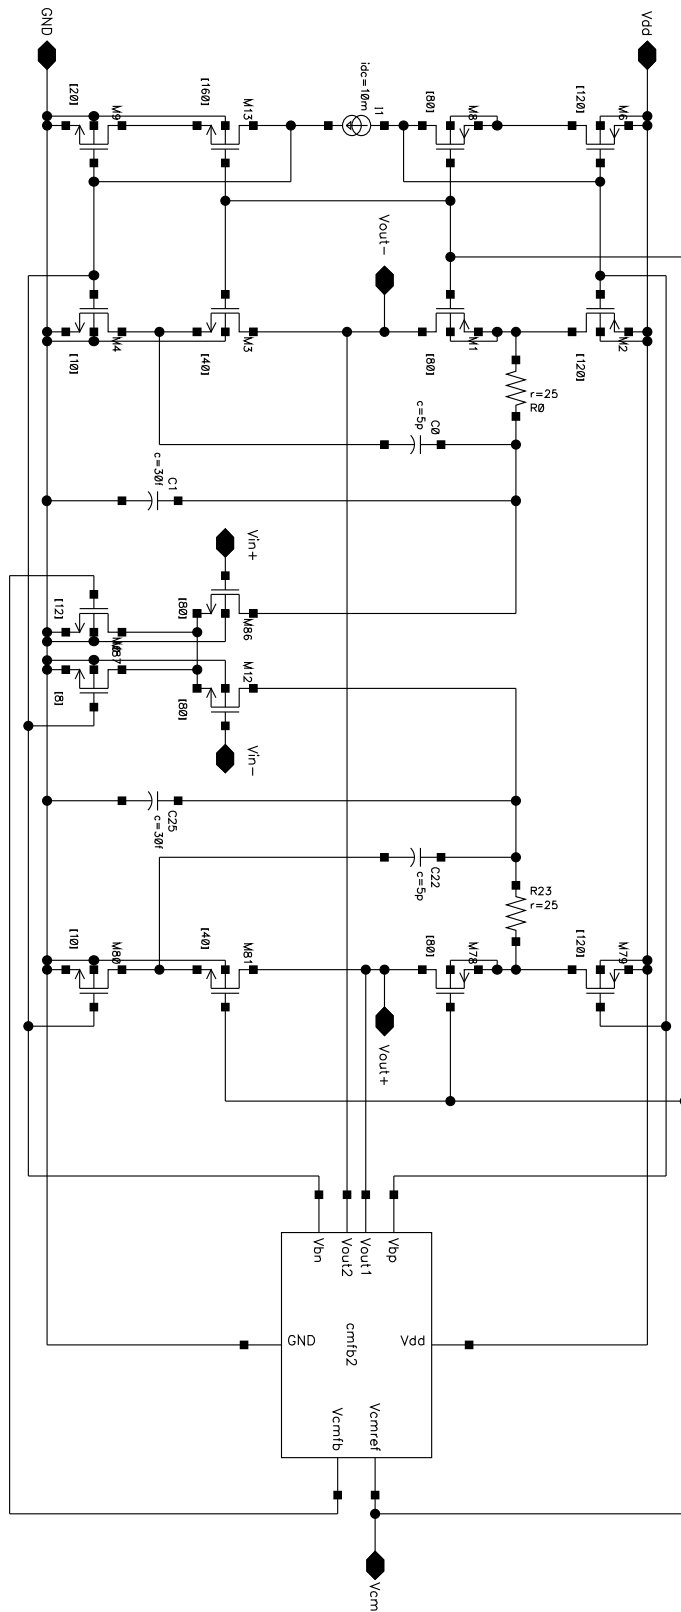 GND
Vdd
[20]
M9
[160]
M13
idc=10m
I1
[80]
M8
[120]
M6
Vout-
M4
[10]
M3
[40]
M1
[80]
M2
[120]
r=25
R0
C0
c=5p
C1
c=30f
Vin+
[12]
[80]
M86
M12
[8]
[80]
Vin-
C25
c=30f
C22
c=5p
R23
r=25
[10]
M80
[40]
M81
[80]
M78
[120]
M79
Vout+
Vbn
Vout2
Vout1
Vbp
GND
cmfb2
Vdd
Vcmfb
Vcmref
Vcm